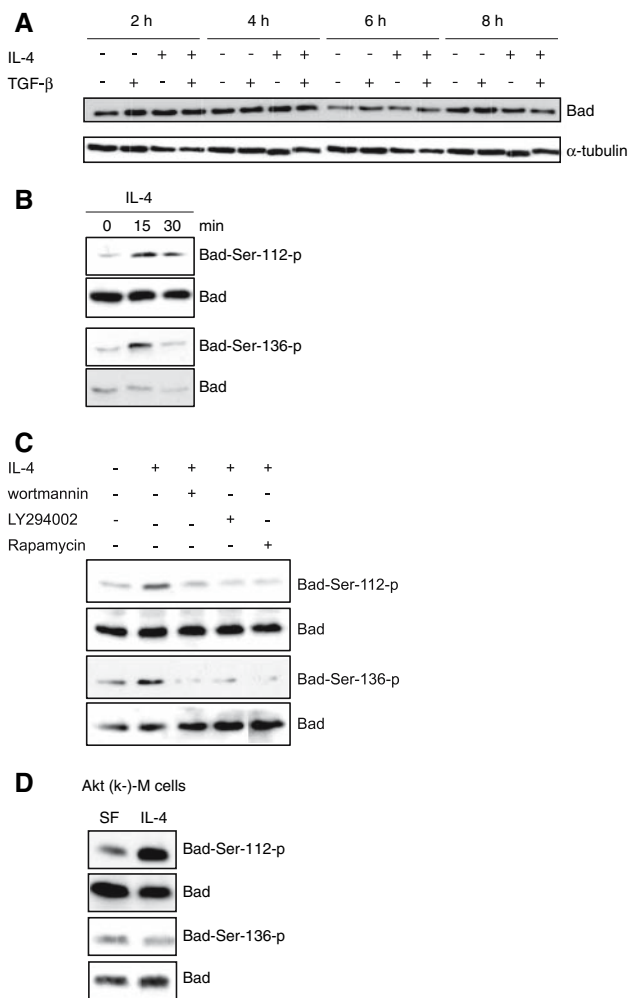 A
2 h 4 h 6 h 8 h
IL-4 - - + + - - + + - - + + - - + +
TGF-β - + - + - + - + - + - + - + - +
Bad
α-tubulin
B
IL-4
0 15 30 min
Bad-Ser-112-p
Bad
Bad-Ser-136-p
Bad
C
IL-4 - + + + +
wortmannin - - + - -
LY294002 - - - + -
Rapamycin - - - - +
Bad-Ser-112-p
Bad
Bad-Ser-136-p
Bad
D
Akt (k-)-M cells
SF IL-4
Bad-Ser-112-p
Bad
Bad-Ser-136-p
Bad